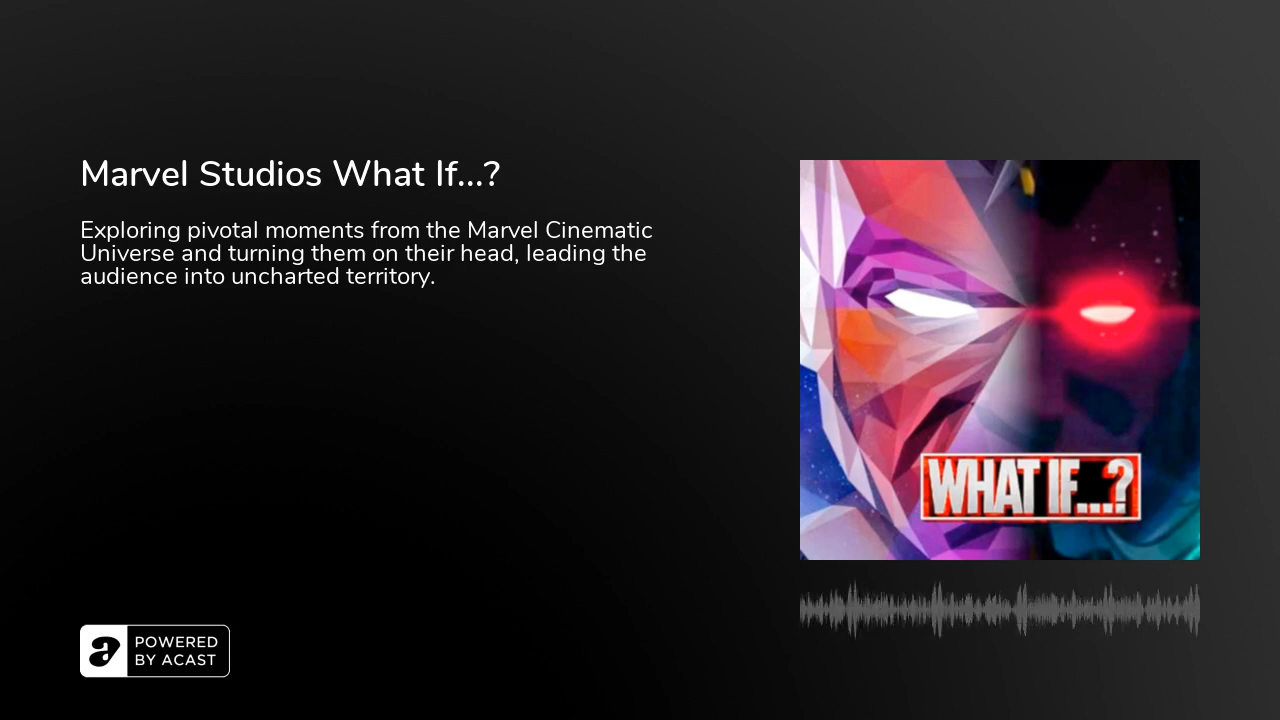 Marvel Studios What If...?
Exploring pivotal moments from the Marvel Cinematic
Universe and turning them on their head, leading the
audience into uncharted territory.
WHAT IF...?
POWERED
BY ACAST